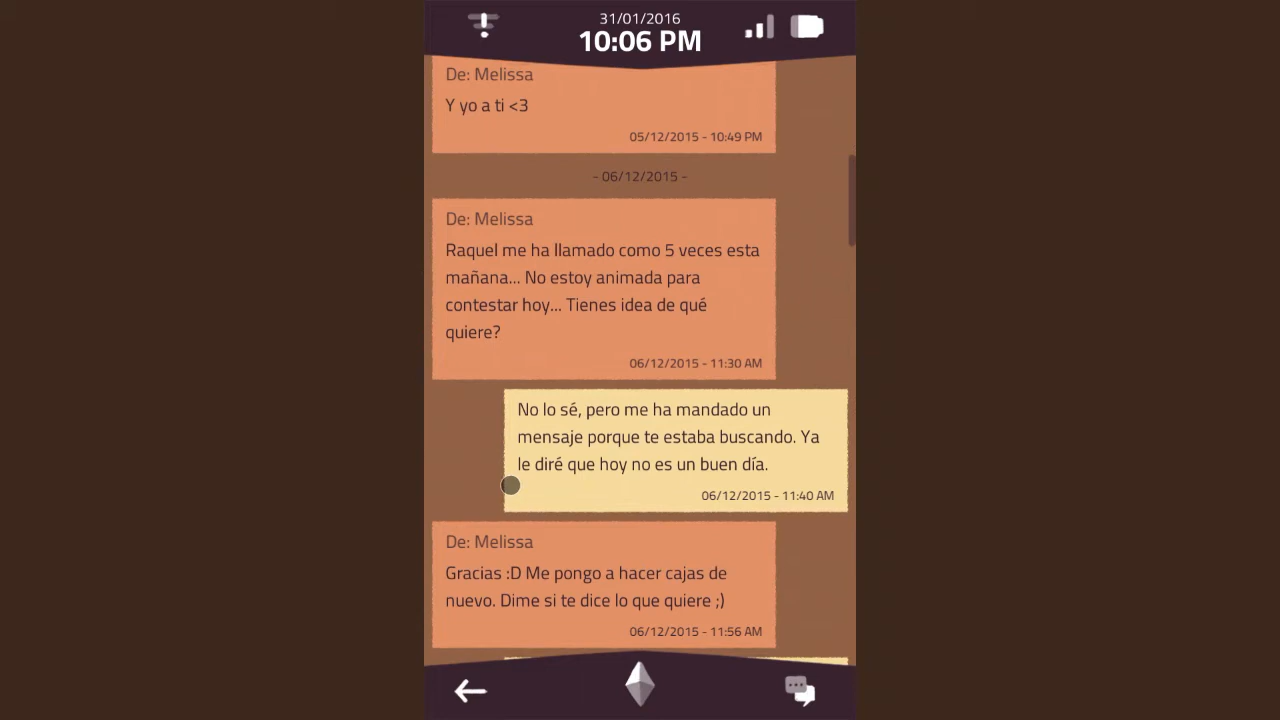 31/01/2016
10:06 PM
De: Melissa
Y yo a ti <3
05/12/2015 - 10:49 PM
- 06/12/2015 -
De: Melissa
Raquel me ha llamado como 5 veces esta
mañana... No estoy animada para
contestar hoy... Tienes idea de qué
quiere?
06/12/2015 - 11:30 AM
No lo sé, pero me ha mandado un
mensaje porque te estaba buscando. Ya
le diré que hoy no es un buen día.
06/12/2015 - 11:40 AM
De: Melissa
Gracias :D Me pongo a hacer cajas de
nuevo. Dime si te dice lo que quiere ;)
06/12/2015 - 11:56 AM